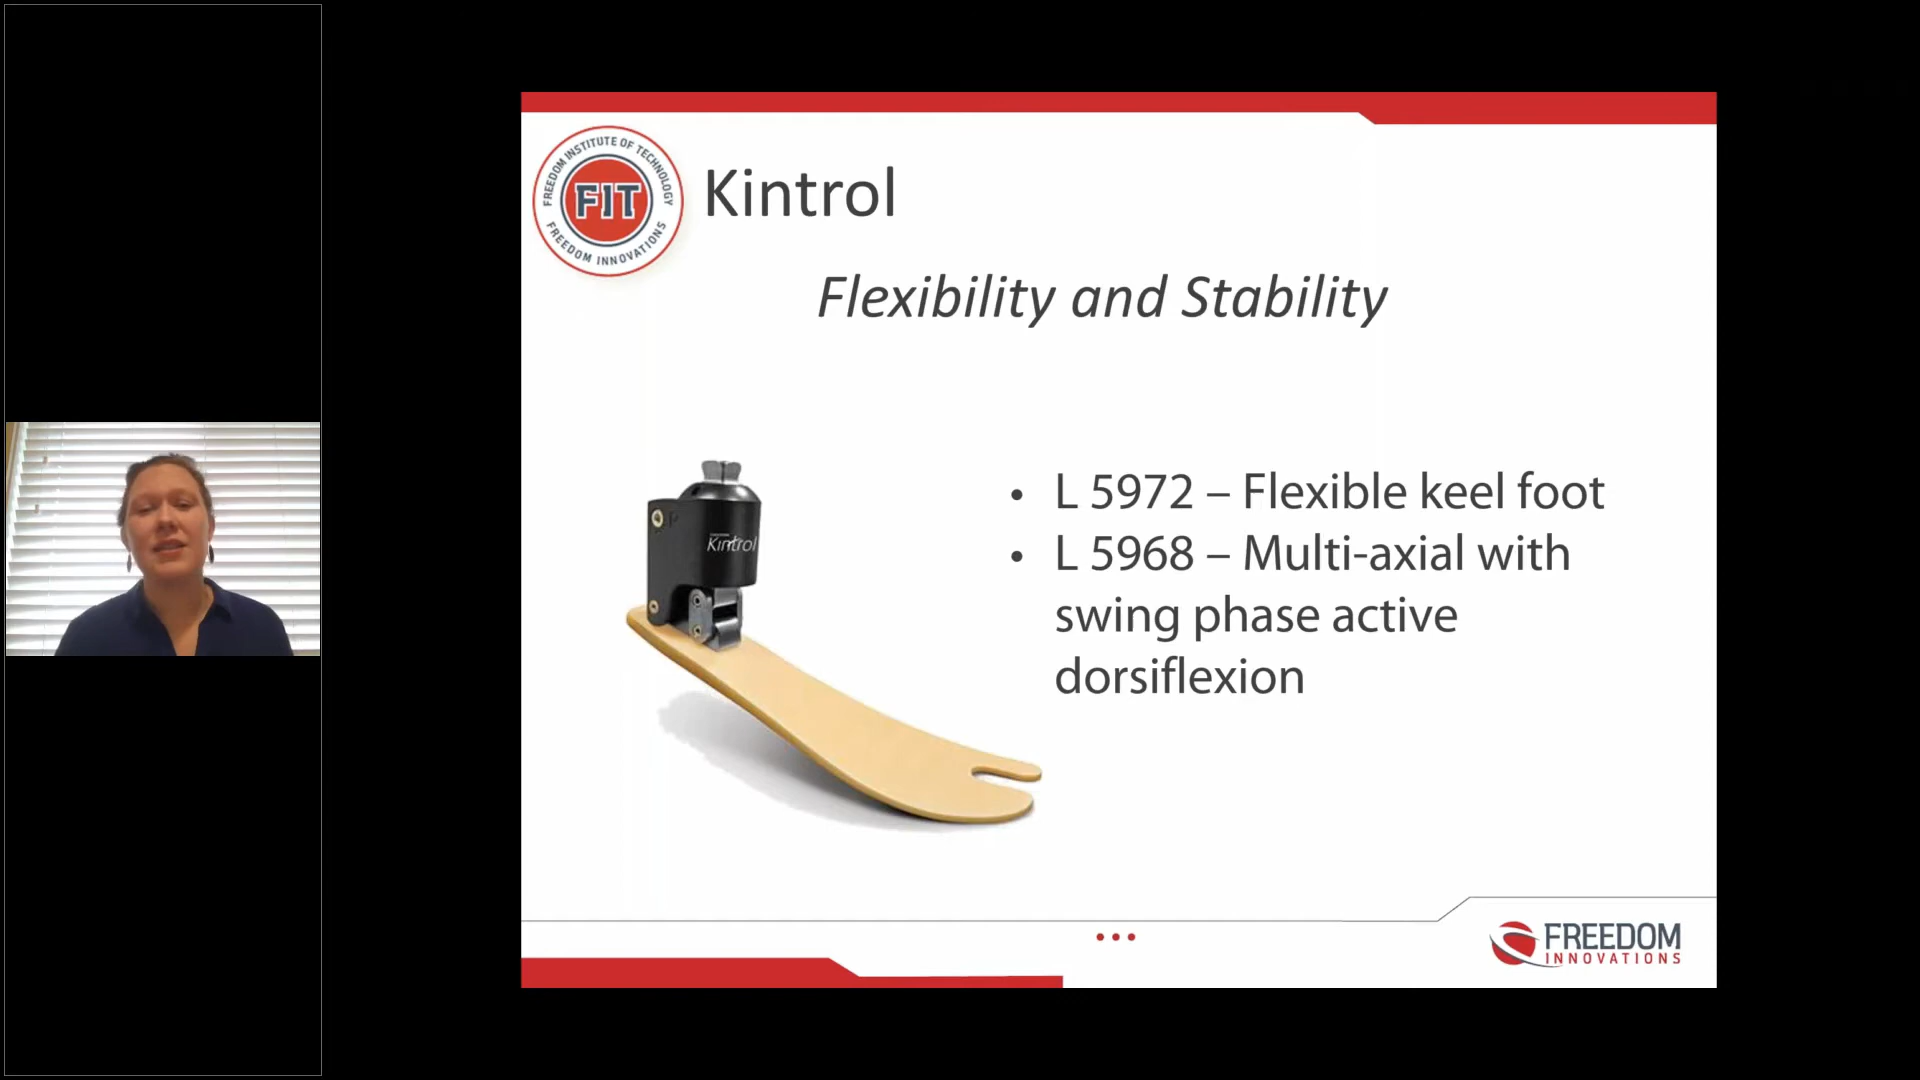 FREEDOM INSTITUTE OF TECHNOLOGY
FIT
FREEDOM INNOVATIONS
Kintrol
Flexibility and Stability
Kintrol
• L 5972 – Flexible keel foot
• L 5968 – Multi-axial with
swing phase active
dorsiflexion
FREEDOM
INNOVATIONS